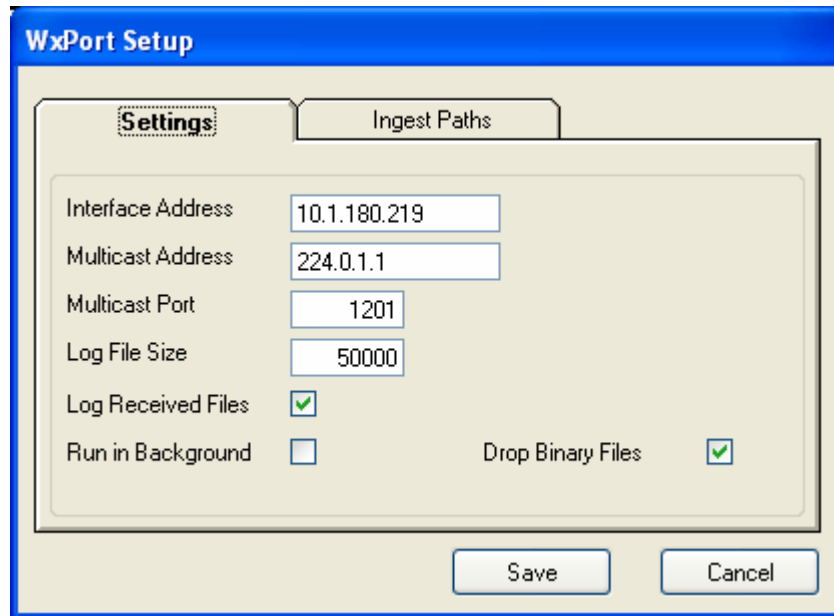 WxPort Setup
Settings
Ingest Paths
Interface Address 10.1.180.219
Multicast Address 224.0.1.1
Multicast Port 1201
Log File Size 50000
Log Received Files
Run in Background Drop Binary Files
Save Cancel